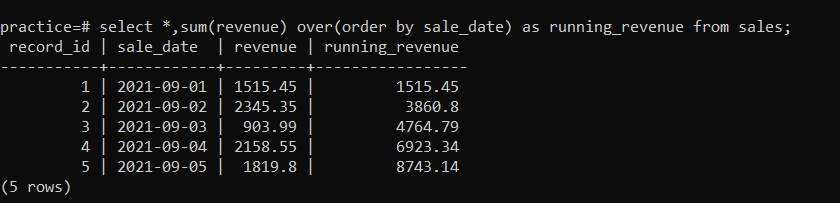 practice=# select *,sum(revenue) over(order by sale_date) as running_revenue from sales;
 record_id | sale_date  | revenue | running_revenue
-----------+------------+---------+-----------------
         1 | 2021-09-01 | 1515.45 |         1515.45
         2 | 2021-09-02 | 2345.35 |          3860.8
         3 | 2021-09-03 |  903.99 |         4764.79
         4 | 2021-09-04 | 2158.55 |         6923.34
         5 | 2021-09-05 |  1819.8 |         8743.14
(5 rows)